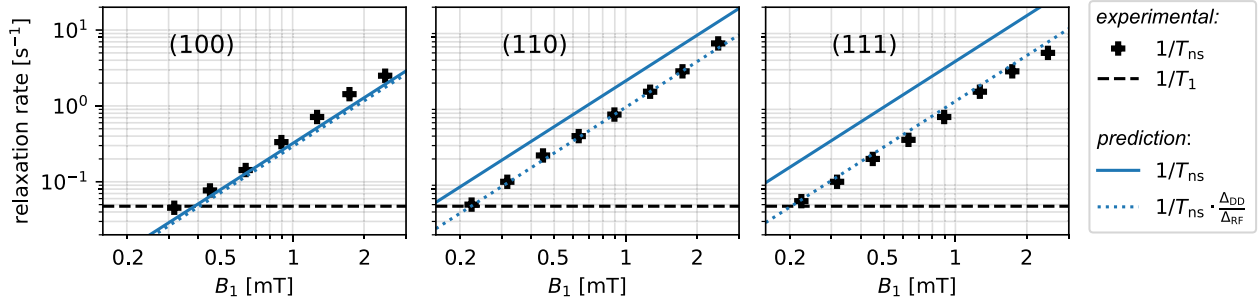 relaxation rate [s⁻¹]
10¹
10⁰
10⁻¹
(100)
(110)
(111)
0.2 0.5 1 2
0.2 0.5 1 2
0.2 0.5 1 2
B₁ [mT]
B₁ [mT]
B₁ [mT]
experimental:
1/Tₙₛ
1/T₁
prediction:
1/Tₙₛ
1/Tₙₛ · Δ_DD/Δ_RF